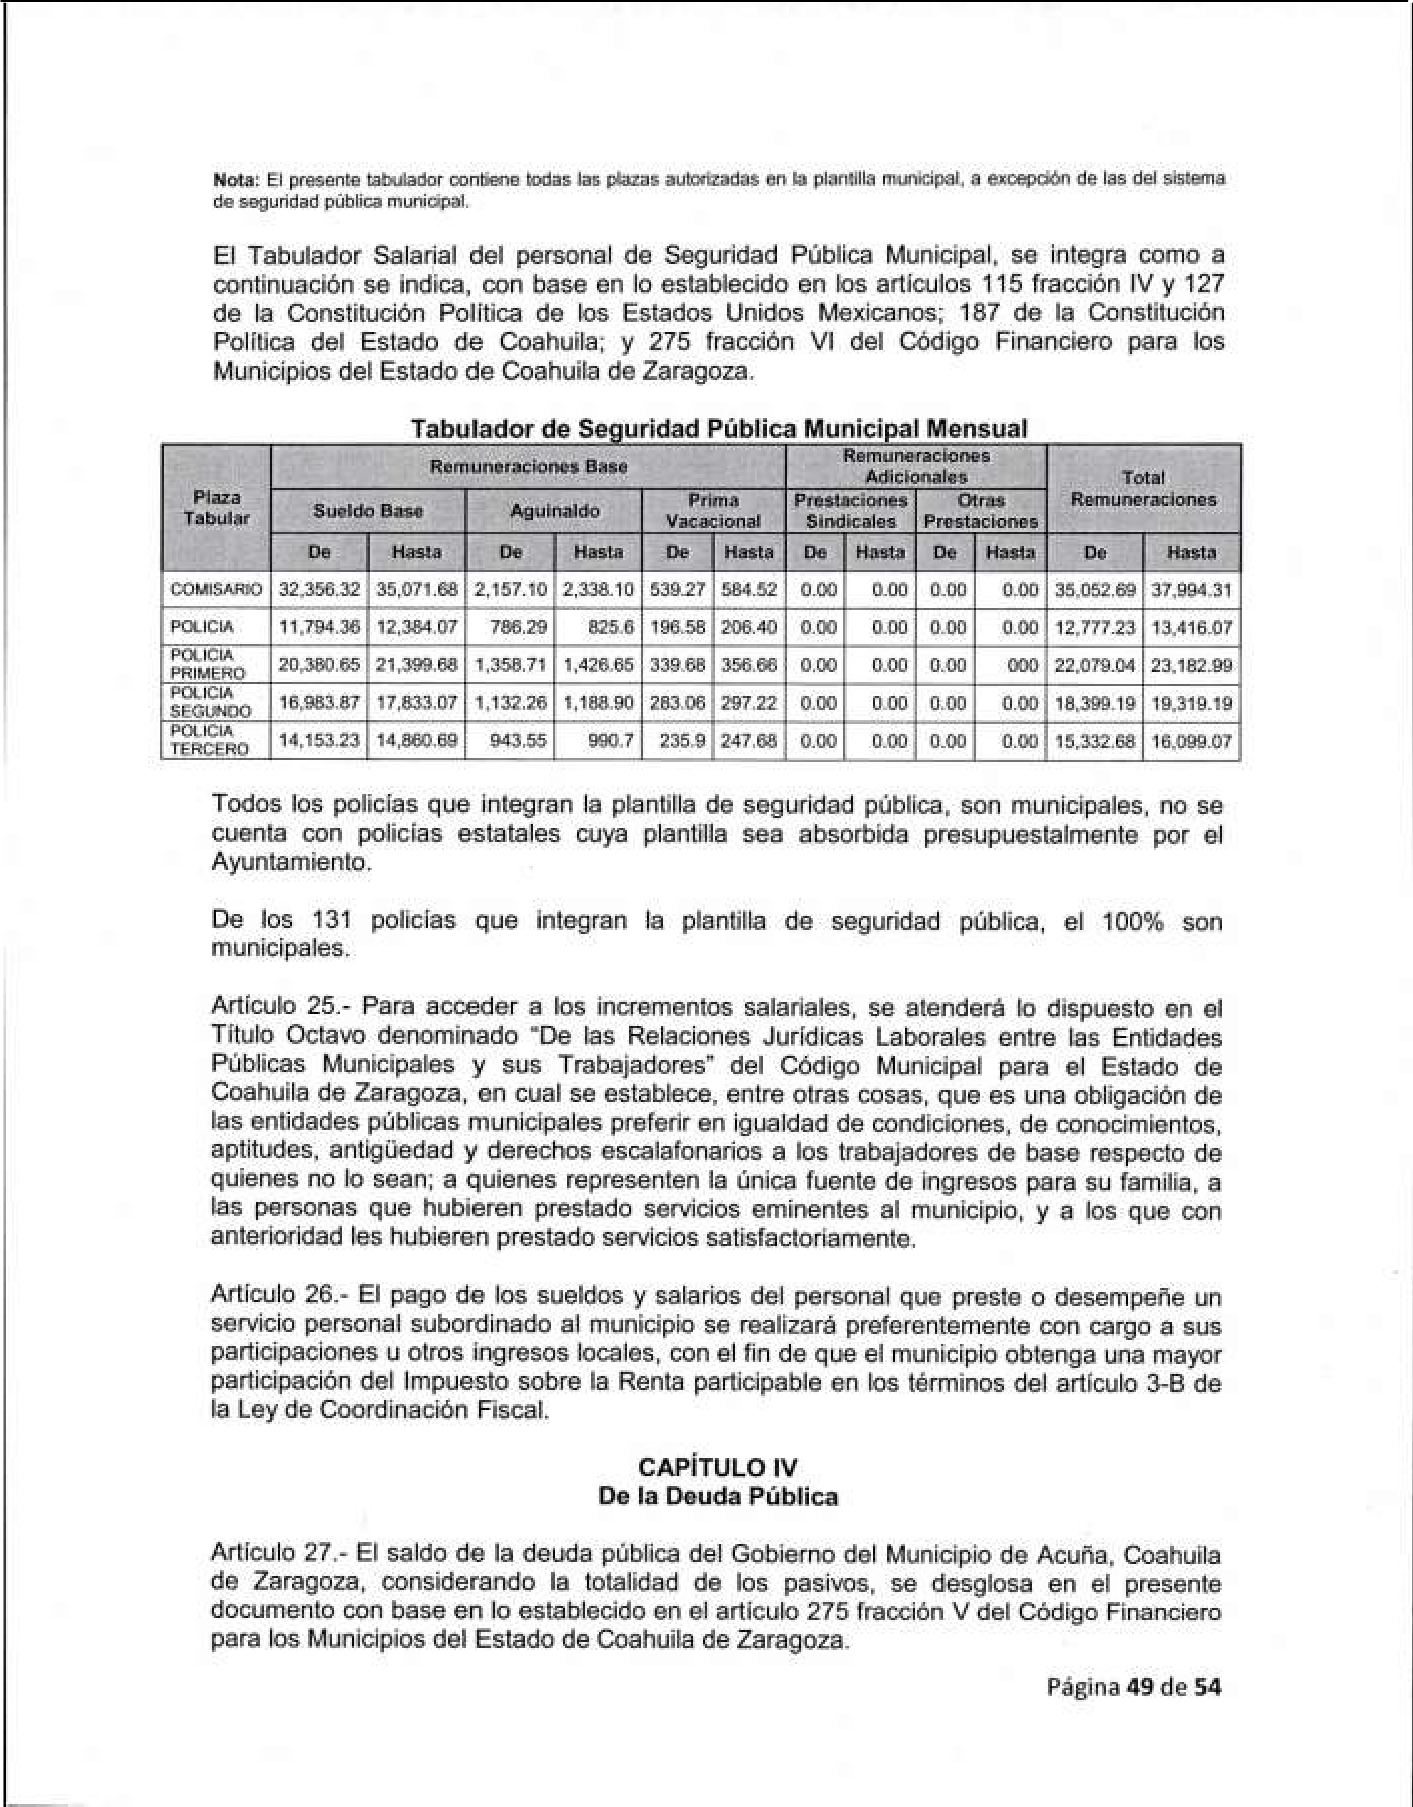 Nota: El presente tabulador contiene todas las plazas autorizadas en la plantilla municipal, a excepción de las del sistema
de seguridad pública municipal.
El Tabulador Salarial del personal de Seguridad Pública Municipal, se integra como a
continuación se indica, con base en lo establecido en los artículos 115 fracción IV y 127
de la Constitución Política de los Estados Unidos Mexicanos; 187 de la Constitución
Política del Estado de Coahuila; y 275 fracción VI del Código Financiero para los
Municipios del Estado de Coahuila de Zaragoza.
Tabulador de Seguridad Pública Municipal Mensual
Plaza Tabular Remuneraciones Base Remuneraciones Adicionales Total Remuneraciones
Sueldo Base Aguinaldo Prima Vacacional Prestaciones Sindicales Otras Prestaciones
De Hasta De Hasta De Hasta De Hasta De Hasta De Hasta
COMISARIO 32,356.32 35,071.68 2,157.10 2,338.10 539.27 584.52 0.00 0.00 0.00 0.00 35,052.69 37,994.31
POLICIA 11,794.36 12,384.07 786.29 825.6 196.58 206.40 0.00 0.00 0.00 0.00 12,777.23 13,416.07
POLICIA PRIMERO 20,380.65 21,399.68 1,358.71 1,426.65 339.68 356.66 0.00 0.00 0.00 000 22,079.04 23,182.99
POLICIA SEGUNDO 16,983.87 17,833.07 1,132.26 1,188.90 283.06 297.22 0.00 0.00 0.00 0.00 18,399.19 19,319.19
POLICIA TERCERO 14,153.23 14,860.69 943.55 990.7 235.9 247.68 0.00 0.00 0.00 0.00 15,332.68 16,099.07
Todos los policías que integran la plantilla de seguridad pública, son municipales, no se
cuenta con policías estatales cuya plantilla sea absorbida presupuestalmente por el
Ayuntamiento.
De los 131 policías que integran la plantilla de seguridad pública, el 100% son
municipales.
Artículo 25.- Para acceder a los incrementos salariales, se atenderá lo dispuesto en el
Título Octavo denominado "De las Relaciones Jurídicas Laborales entre las Entidades
Públicas Municipales y sus Trabajadores" del Código Municipal para el Estado de
Coahuila de Zaragoza, en cual se establece, entre otras cosas, que es una obligación de
las entidades públicas municipales preferir en igualdad de condiciones, de conocimientos,
aptitudes, antigüedad y derechos escalafonarios a los trabajadores de base respecto de
quienes no lo sean; a quienes representen la única fuente de ingresos para su familia, a
las personas que hubieren prestado servicios eminentes al municipio, y a los que con
anterioridad les hubieren prestado servicios satisfactoriamente.
Artículo 26.- El pago de los sueldos y salarios del personal que preste o desempeñe un
servicio personal subordinado al municipio se realizará preferentemente con cargo a sus
participaciones u otros ingresos locales, con el fin de que el municipio obtenga una mayor
participación del Impuesto sobre la Renta participable en los términos del artículo 3-B de
la Ley de Coordinación Fiscal.
CAPÍTULO IV
De la Deuda Pública
Artículo 27.- El saldo de la deuda pública del Gobierno del Municipio de Acuña, Coahuila
de Zaragoza, considerando la totalidad de los pasivos, se desglosa en el presente
documento con base en lo establecido en el artículo 275 fracción V del Código Financiero
para los Municipios del Estado de Coahuila de Zaragoza.
Página 49 de 54